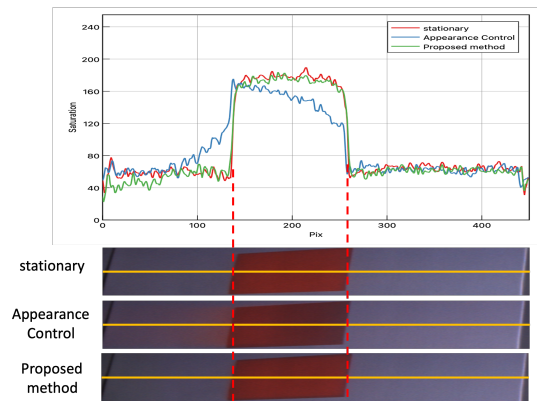 240
200
160
120
80
40
0
Saturation
stationary
Appearance Control
Proposed method
0
100
200
300
400
Pix
stationary
Appearance
Control
Proposed
method